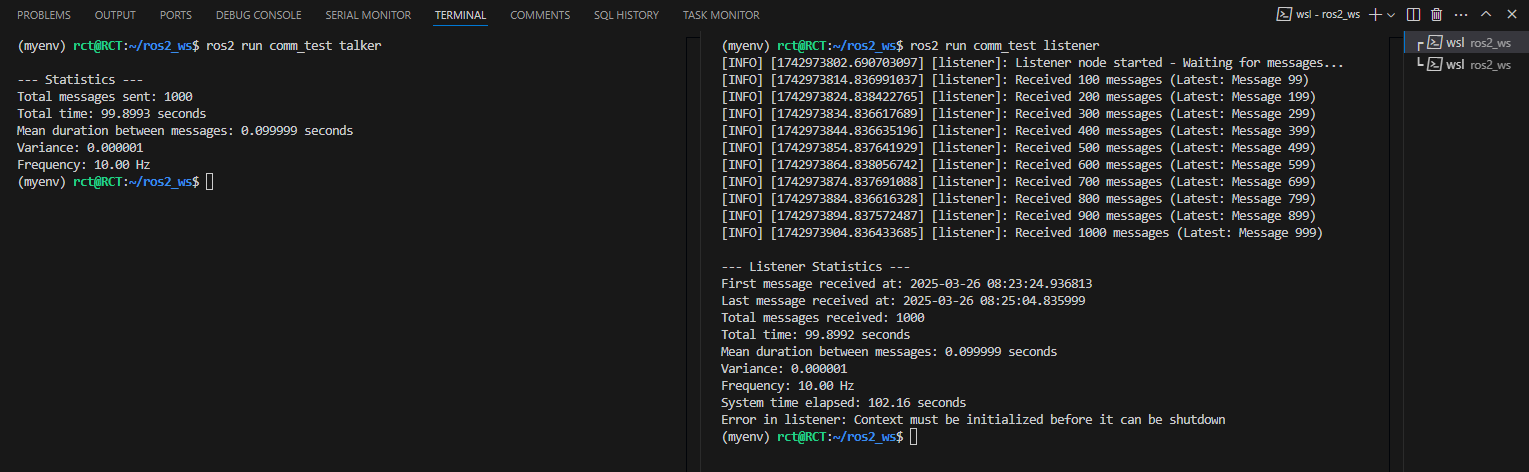 PROBLEMS OUTPUT PORTS DEBUG CONSOLE SERIAL MONITOR TERMINAL COMMENTS SQL HISTORY TASK MONITOR
wsl - ros2_ws
(myenv) rct@RCT:~/ros2_ws$ ros2 run comm_test talker
--- Statistics ---
Total messages sent: 1000
Total time: 99.8993 seconds
Mean duration between messages: 0.099999 seconds
Variance: 0.000001
Frequency: 10.00 Hz
(myenv) rct@RCT:~/ros2_ws$
(myenv) rct@RCT:~/ros2_ws$ ros2 run comm_test listener
[INFO] [1742973802.690703097] [listener]: Listener node started - Waiting for messages...
[INFO] [1742973814.836991037] [listener]: Received 100 messages (Latest: Message 99)
[INFO] [1742973824.838422765] [listener]: Received 200 messages (Latest: Message 199)
[INFO] [1742973834.836617689] [listener]: Received 300 messages (Latest: Message 299)
[INFO] [1742973844.836635196] [listener]: Received 400 messages (Latest: Message 399)
[INFO] [1742973854.837641929] [listener]: Received 500 messages (Latest: Message 499)
[INFO] [1742973864.838056742] [listener]: Received 600 messages (Latest: Message 599)
[INFO] [1742973874.837691088] [listener]: Received 700 messages (Latest: Message 699)
[INFO] [1742973884.836616328] [listener]: Received 800 messages (Latest: Message 799)
[INFO] [1742973894.837572487] [listener]: Received 900 messages (Latest: Message 899)
[INFO] [1742973904.836433685] [listener]: Received 1000 messages (Latest: Message 999)
--- Listener Statistics ---
First message received at: 2025-03-26 08:23:24.936813
Last message received at: 2025-03-26 08:25:04.835999
Total messages received: 1000
Total time: 99.8992 seconds
Mean duration between messages: 0.099999 seconds
Variance: 0.000001
Frequency: 10.00 Hz
System time elapsed: 102.16 seconds
Error in listener: Context must be initialized before it can be shutdown
(myenv) rct@RCT:~/ros2_ws$
wsl ros2_ws
wsl ros2_ws